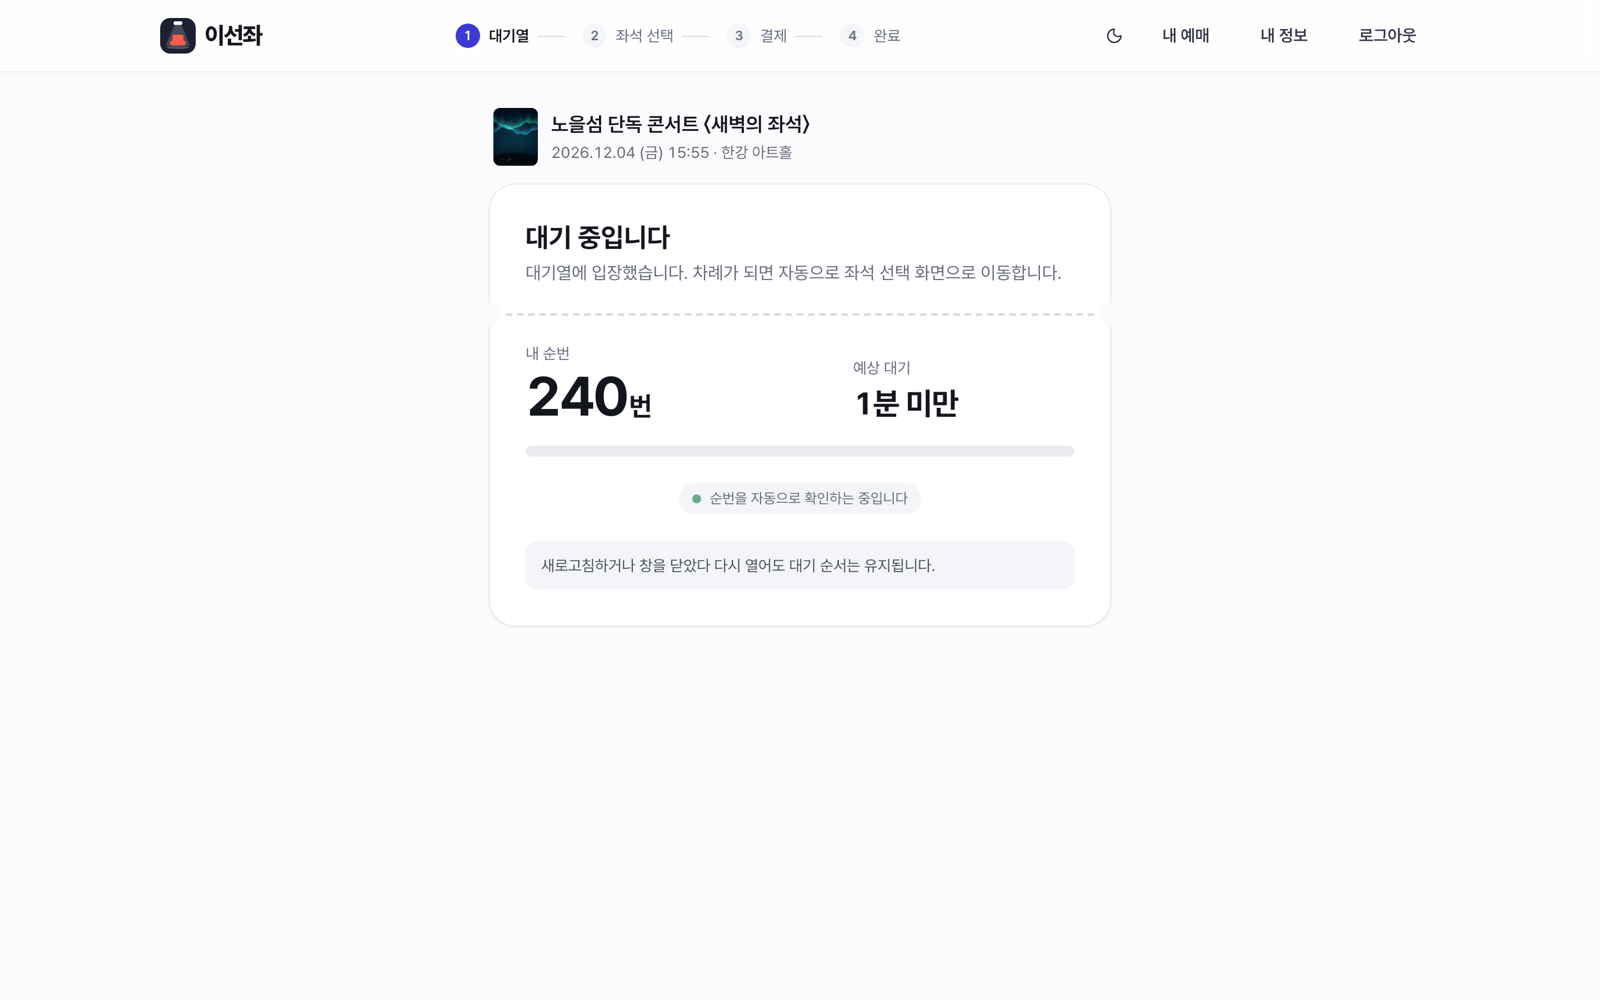 이선좌
1 대기열
2 좌석 선택
3 결제
4 완료
내 예매
내 정보
로그아웃
노을섬 단독 콘서트 〈새벽의 좌석〉
2026.12.04 (금) 15:55 · 한강 아트홀
대기 중입니다
대기열에 입장했습니다. 차례가 되면 자동으로 좌석 선택 화면으로 이동합니다.
내 순번
240번
예상 대기
1분 미만
순번을 자동으로 확인하는 중입니다
새로고침하거나 창을 닫았다 다시 열어도 대기 순서는 유지됩니다.